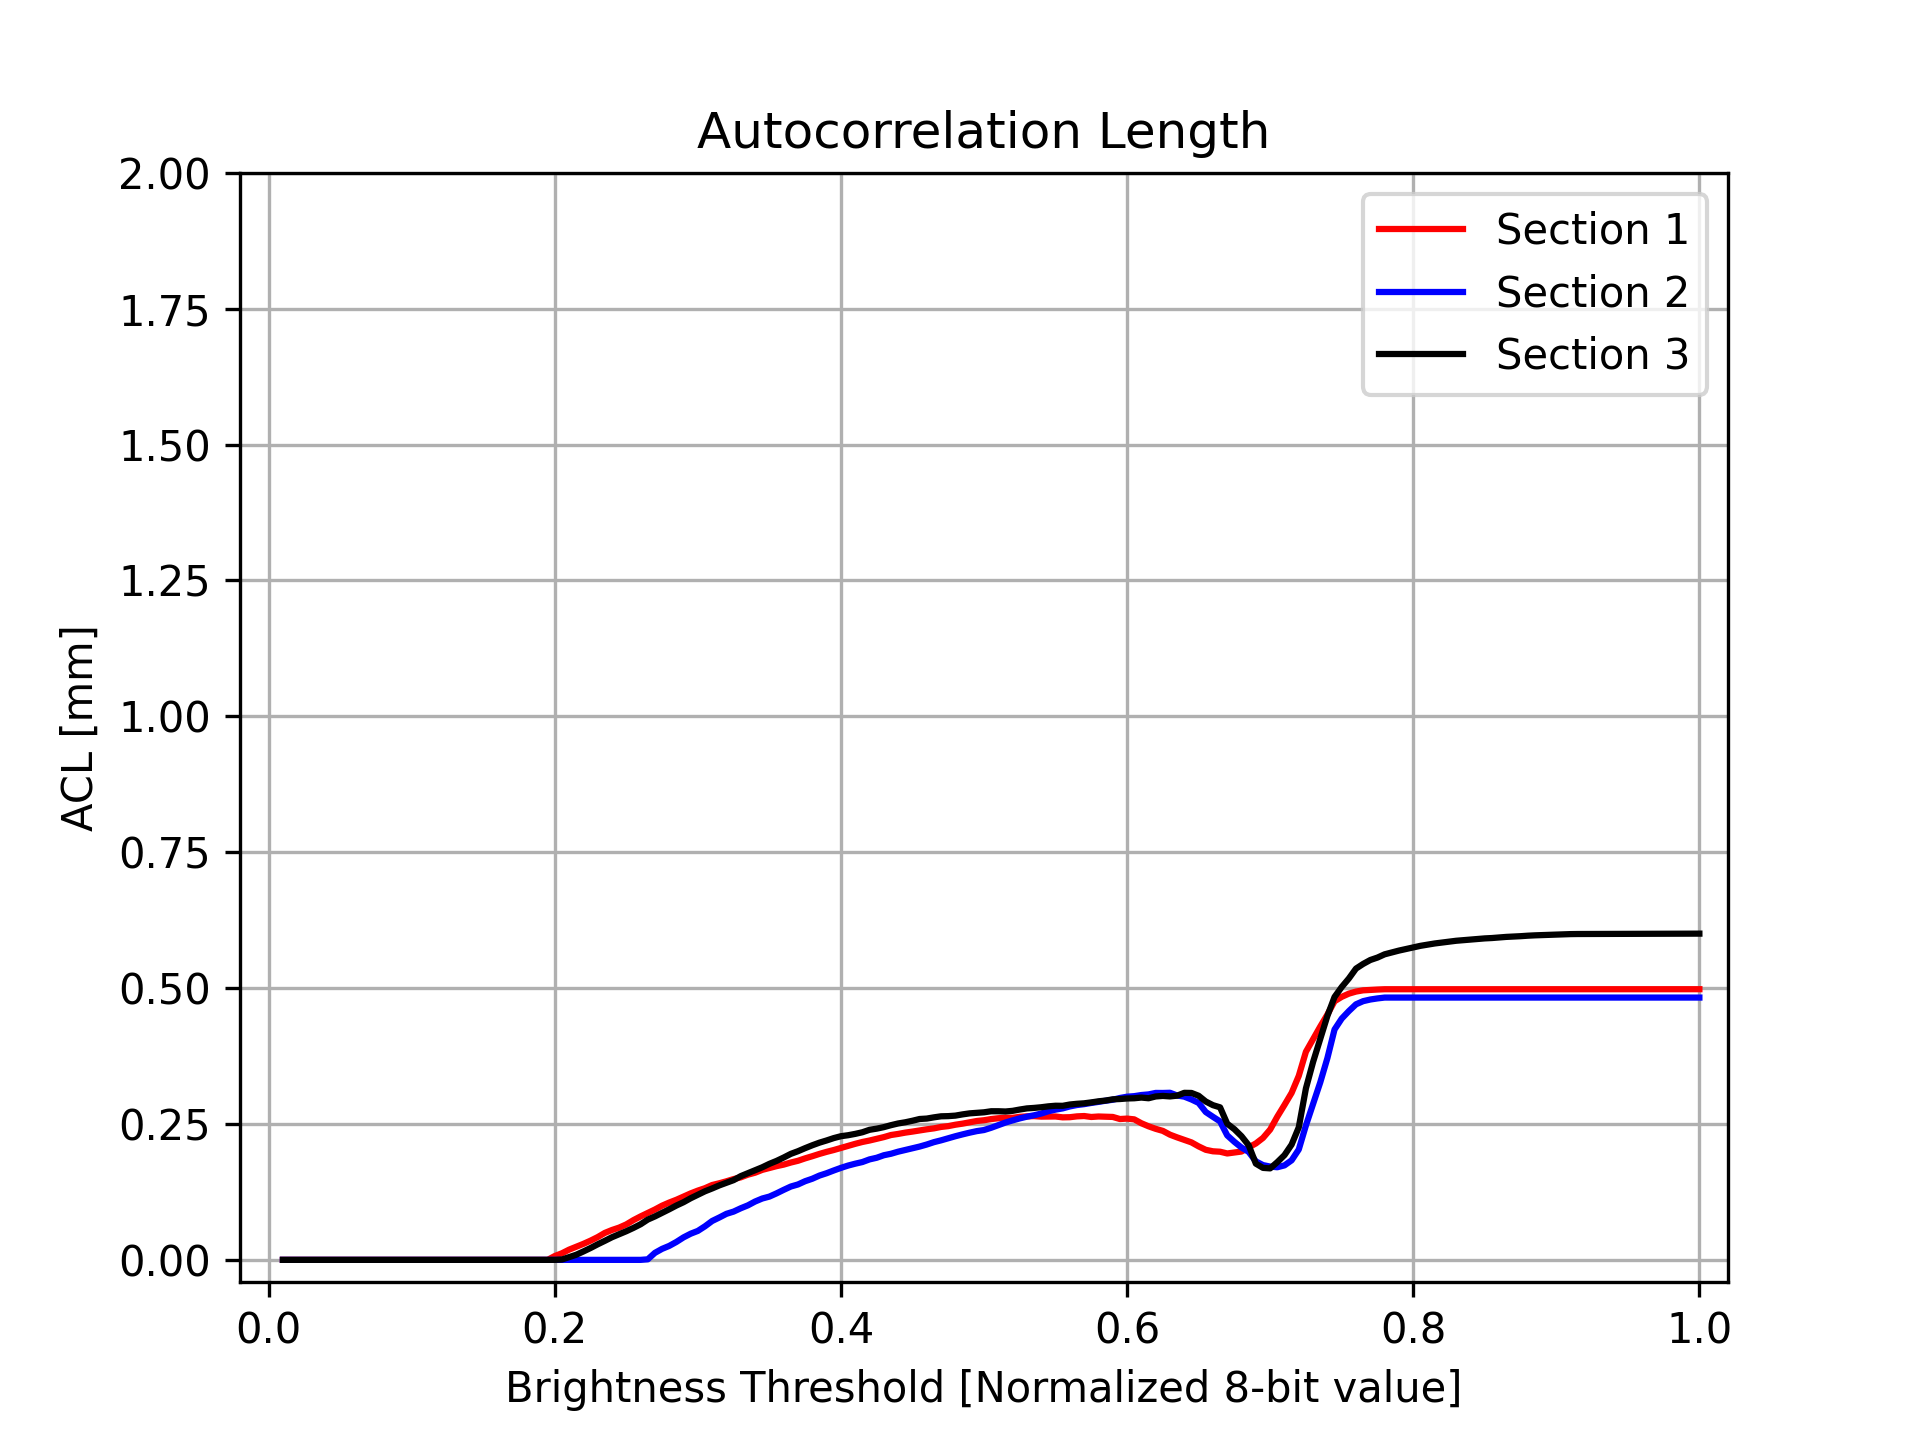 Autocorrelation Length
2.00
1.75
1.50
1.25
1.00
0.75
0.50
0.25
0.00
ACL [mm]
Section 1
Section 2
Section 3
0.0 0.2 0.4 0.6 0.8 1.0
Brightness Threshold [Normalized 8-bit value]